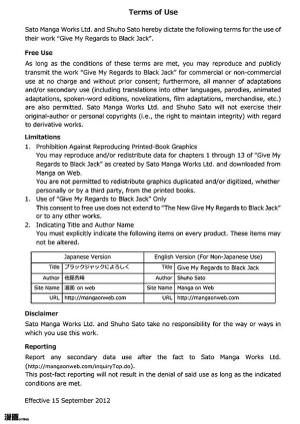 Terms of Use
Sato Manga Works Ltd. and Shuho Sato hereby dictate the following terms for the use of
their work "Give My Regards to Black Jack".
Free Use
As long as the conditions of these terms are met, you may reproduce and publicly
transmit the work "Give My Regards to Black Jack" for commercial or non-commercial
use at no charge and without prior consent; furthermore, all manner of adaptations
and/or secondary use (including translations into other languages, parodies, animated
adaptations, spoken-word editions, novelizations, film adaptations, merchandise, etc.)
are also permitted. Sato Manga Works Ltd. and Shuho Sato will not exercise their
original-author or personal copyrights (i.e., the right to maintain integrity) with regard
to derivative works.
Limitations
1. Prohibition Against Reproducing Printed-Book Graphics
You may reproduce and/or redistribute data for chapters 1 through 13 of "Give My
Regards to Black Jack" as created by Sato Manga Works Ltd. and downloaded from
Manga on Web.
You are not permitted to redistribute graphics duplicated and/or digitized, whether
personally or by a third party, from the printed books.
1. Use of "Give My Regards to Black Jack" Only
This consent to free use does not extend to "The New Give My Regards to Black Jack"
or to any other works.
2. Indicating Title and Author Name
You must explicitly indicate the following items on every product. These items may
not be altered.
Japanese Version English Version (For Non-Japanese Use)
Title ブラックジャックによろしく Title Give My Regards to Black Jack
Author 佐藤秀峰 Author Shuho Sato
Site Name 漫画 on web Site Name Manga on Web
URL http://mangaonweb.com URL http://mangaonweb.com
Disclaimer
Sato Manga Works Ltd. and Shuho Sato take no responsibility for the way or ways in
which you use this work.
Reporting
Report any secondary data use after the fact to Sato Manga Works Ltd.
(http://mangaonweb.com/inquiryTop.do).
This post-fact reporting will not result in the denial of said use as long as the indicated
conditions are met.
Effective 15 September 2012
漫画 on Web